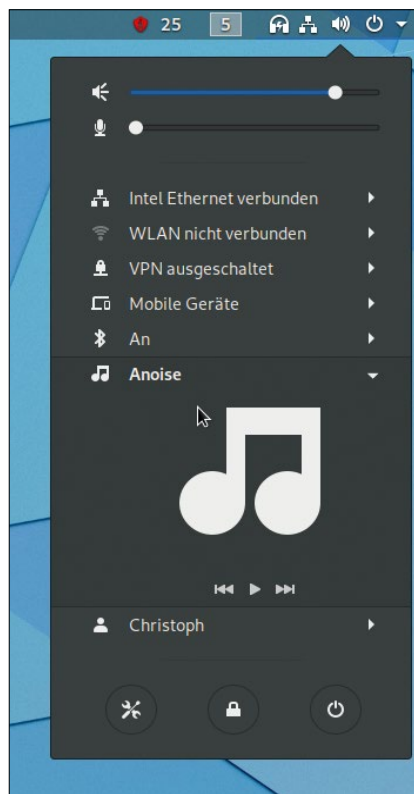 25 5
Intel Ethernet verbunden
WLAN nicht verbunden
VPN ausgeschaltet
Mobile Geräte
An
Anoise
Christoph